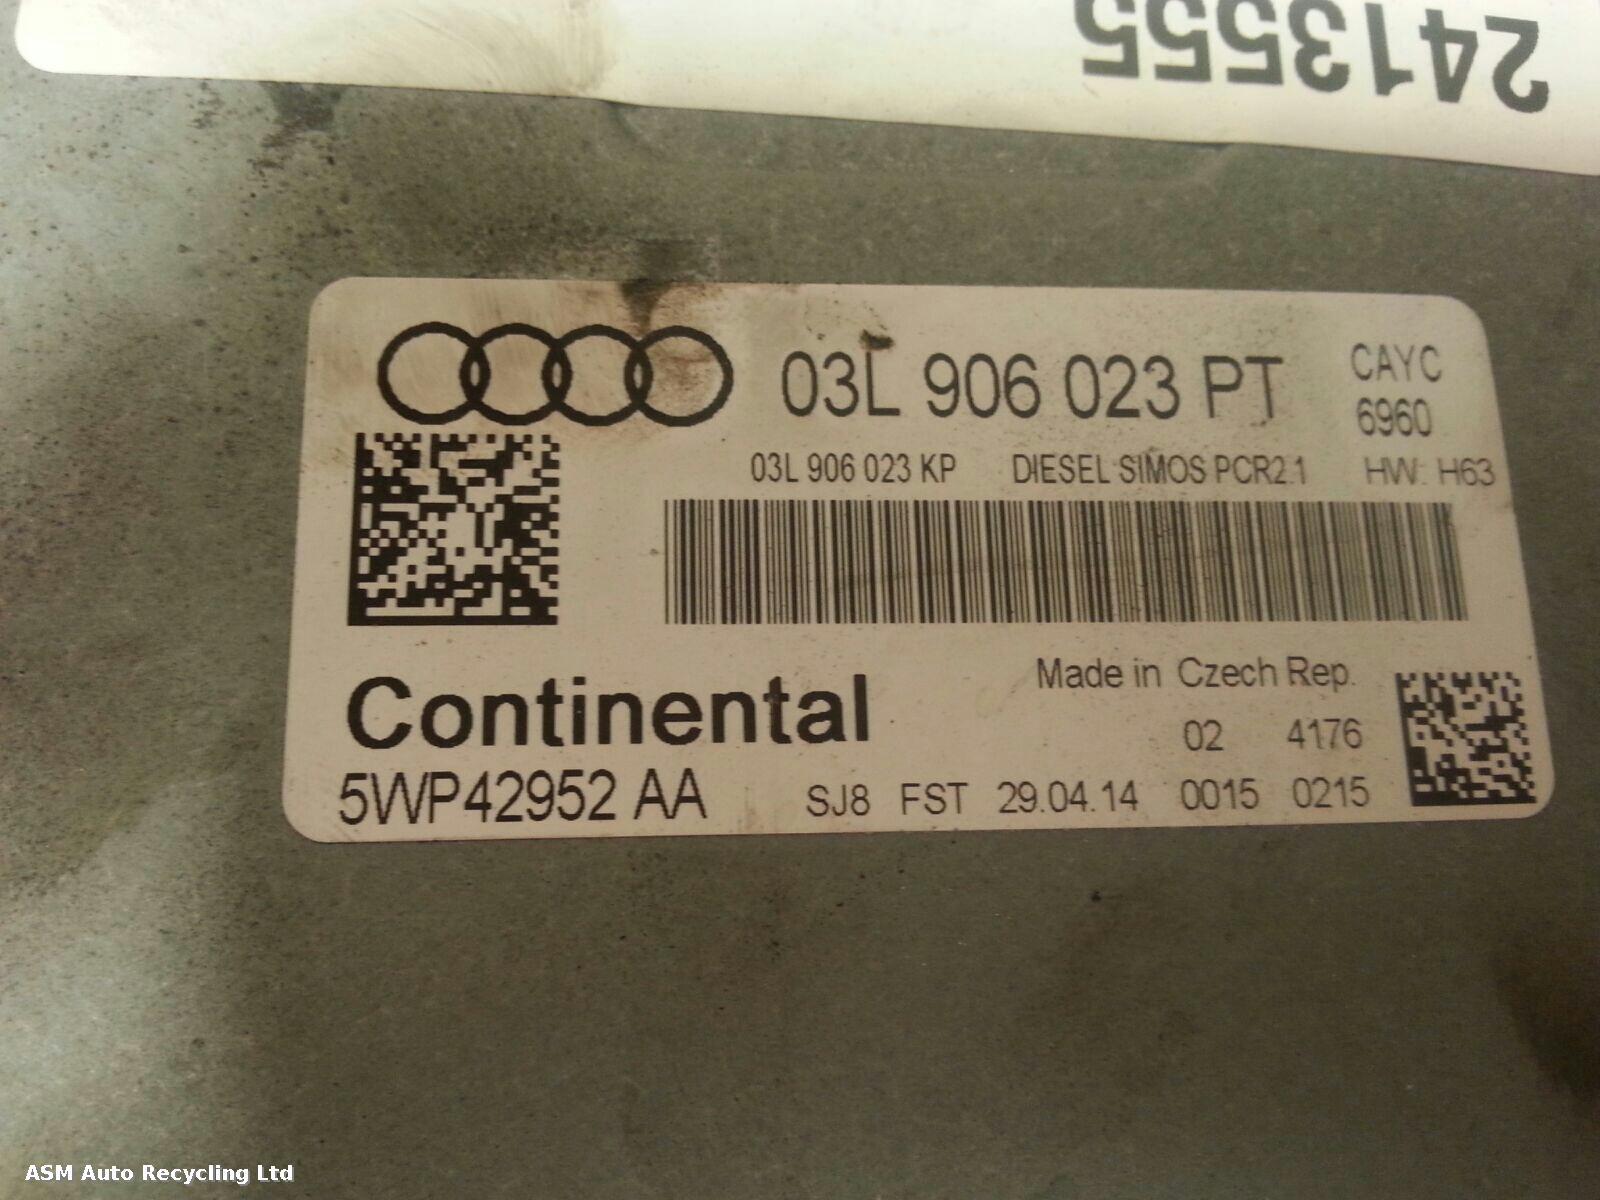 2413555
03L 906 023 PT
CAYC
6960
03L 906 023 KP DIESEL SIMOS PCR2.1 HW: H63
Continental
Made in Czech Rep.
02 4176
5WP42952 AA SJ8 FST 29.04.14 0015 0215
ASM Auto Recycling Ltd